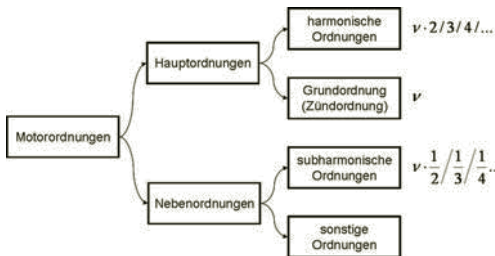 harmonische
Ordnungen
ν · 2/3/4/...
Hauptordnungen
Grundordnung
(Zündordnung)
ν
Motorordnungen
subharmonische
Ordnungen
ν · 1/2 / 1/3 / 1/4 ..
Nebenordnungen
sonstige
Ordnungen